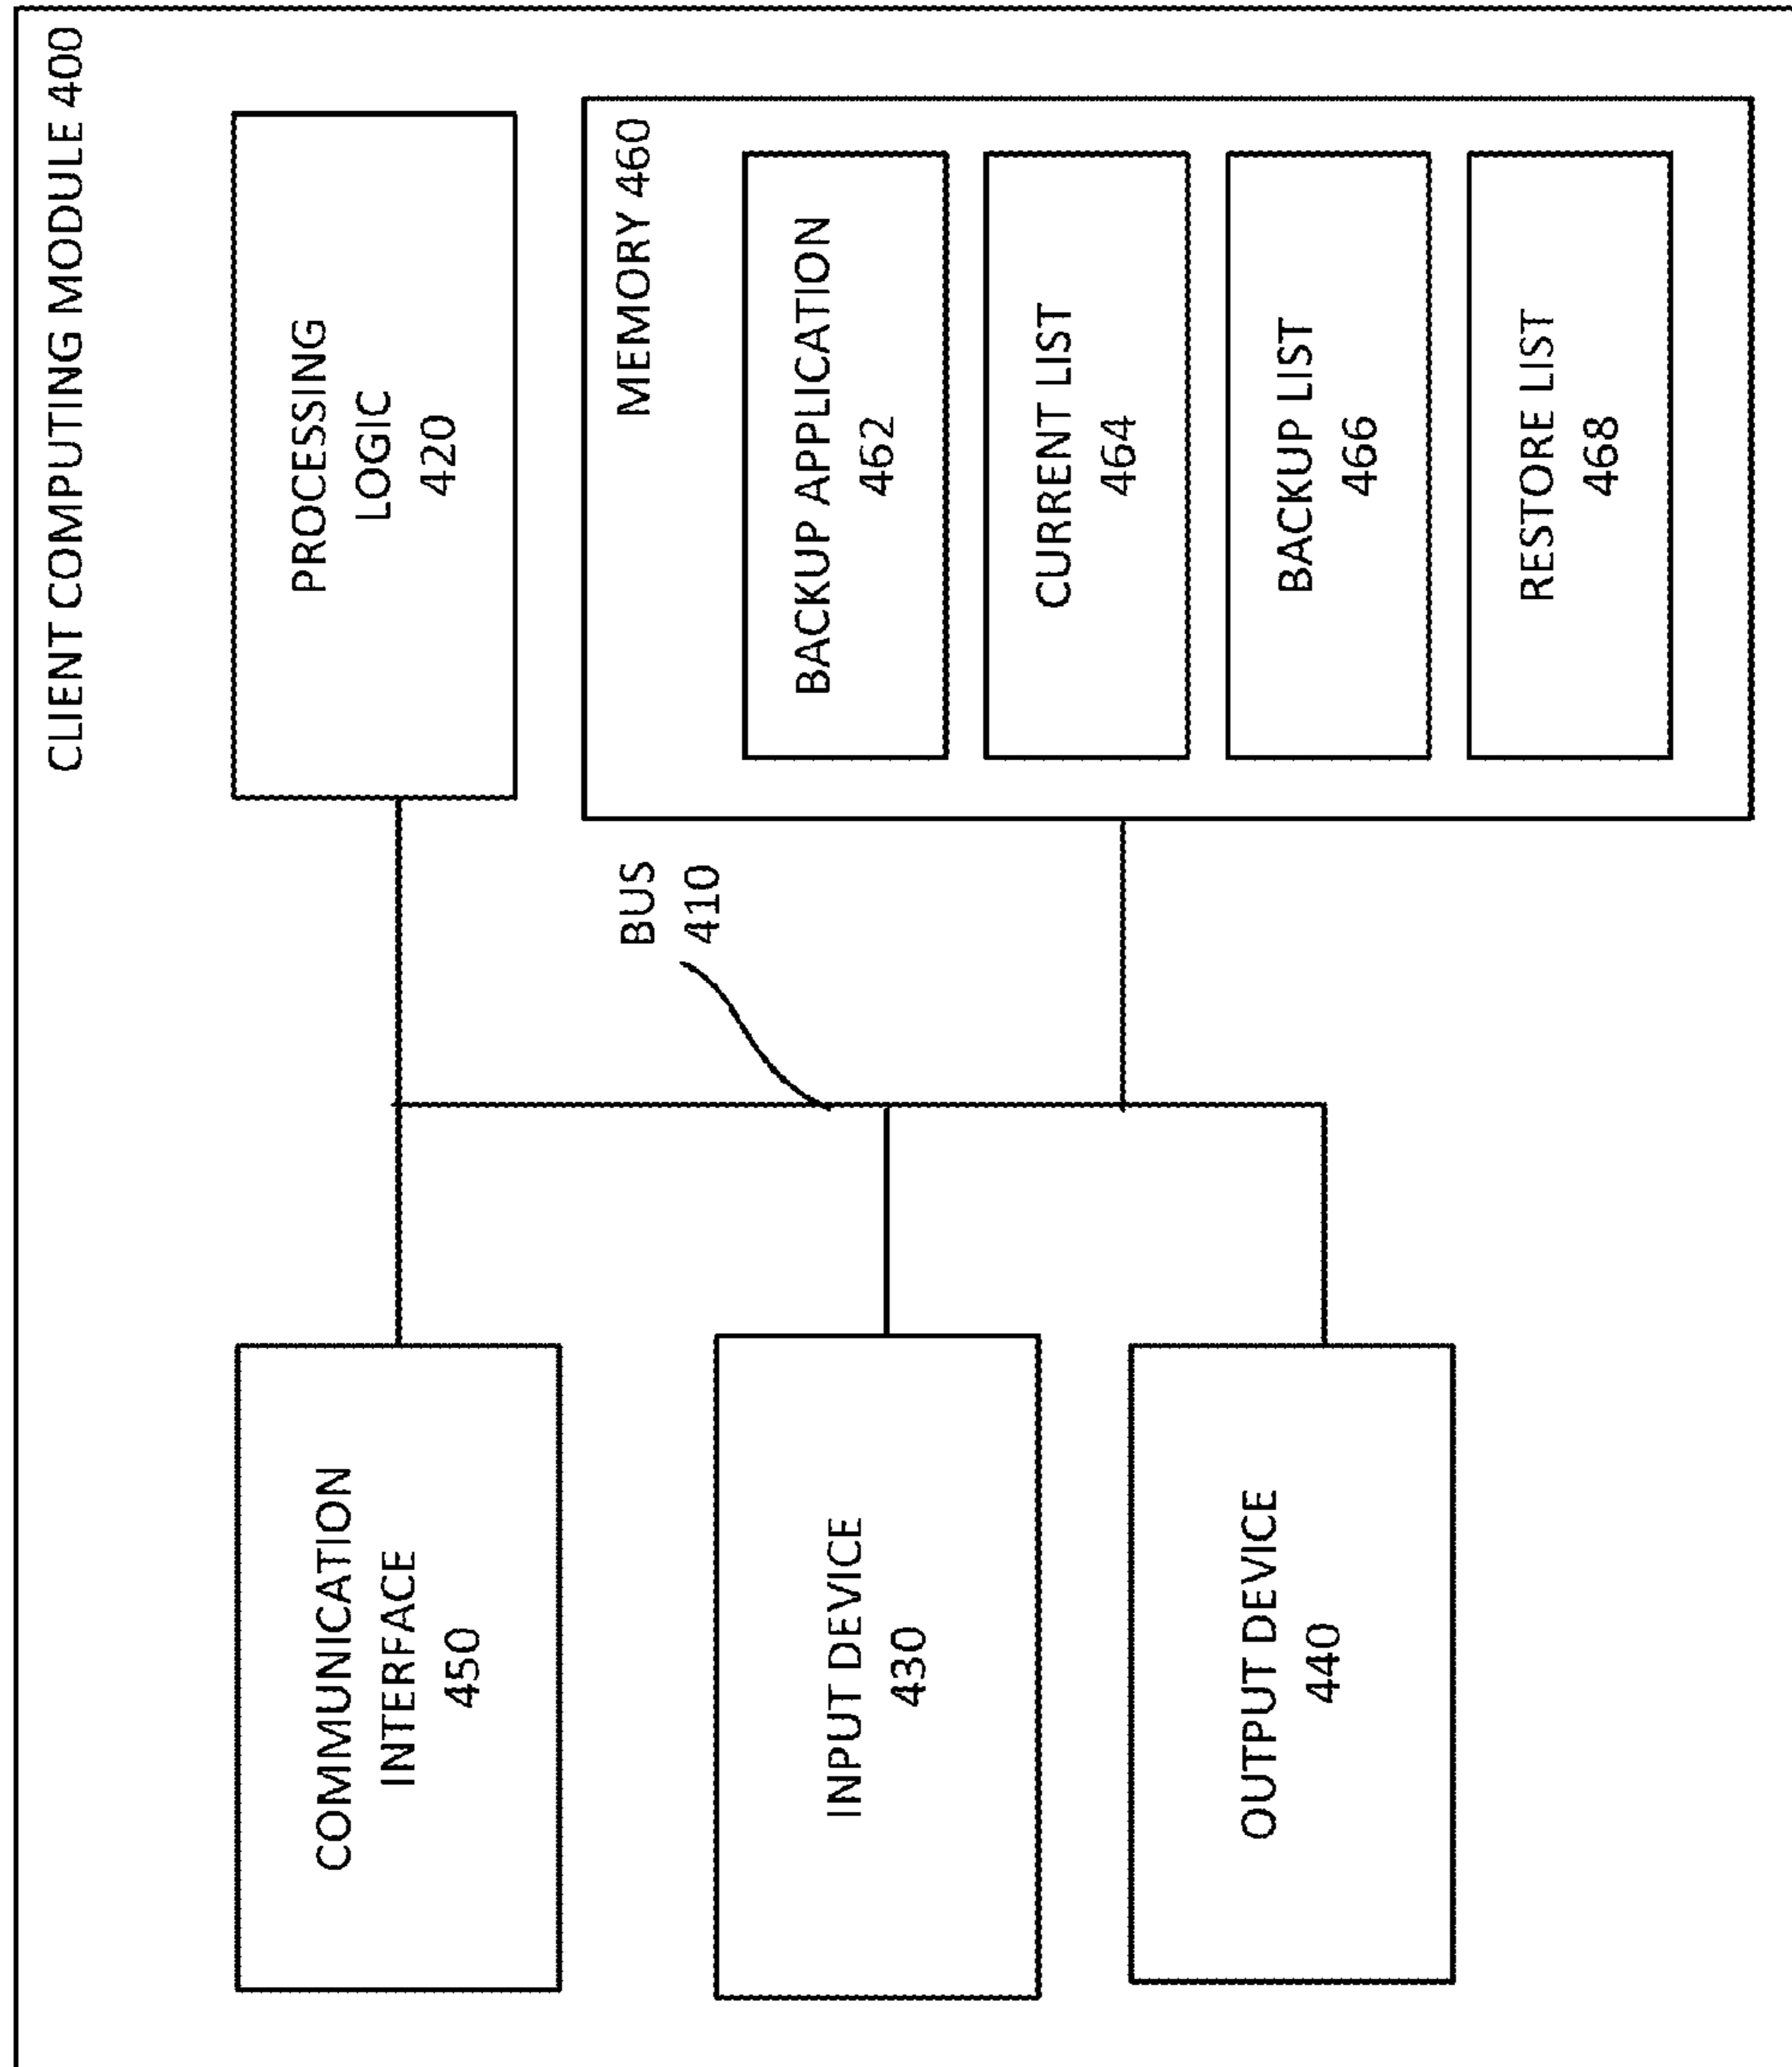 CLIENT COMPUTING MODULE 400
COMMUNICATION
INTERFACE
450
PROCESSING
LOGIC
420
BUS
410
INPUT DEVICE
430
OUTPUT DEVICE
440
MEMORY 460
BACKUP APPLICATION
462
CURRENT LIST
464
BACKUP LIST
466
RESTORE LIST
468